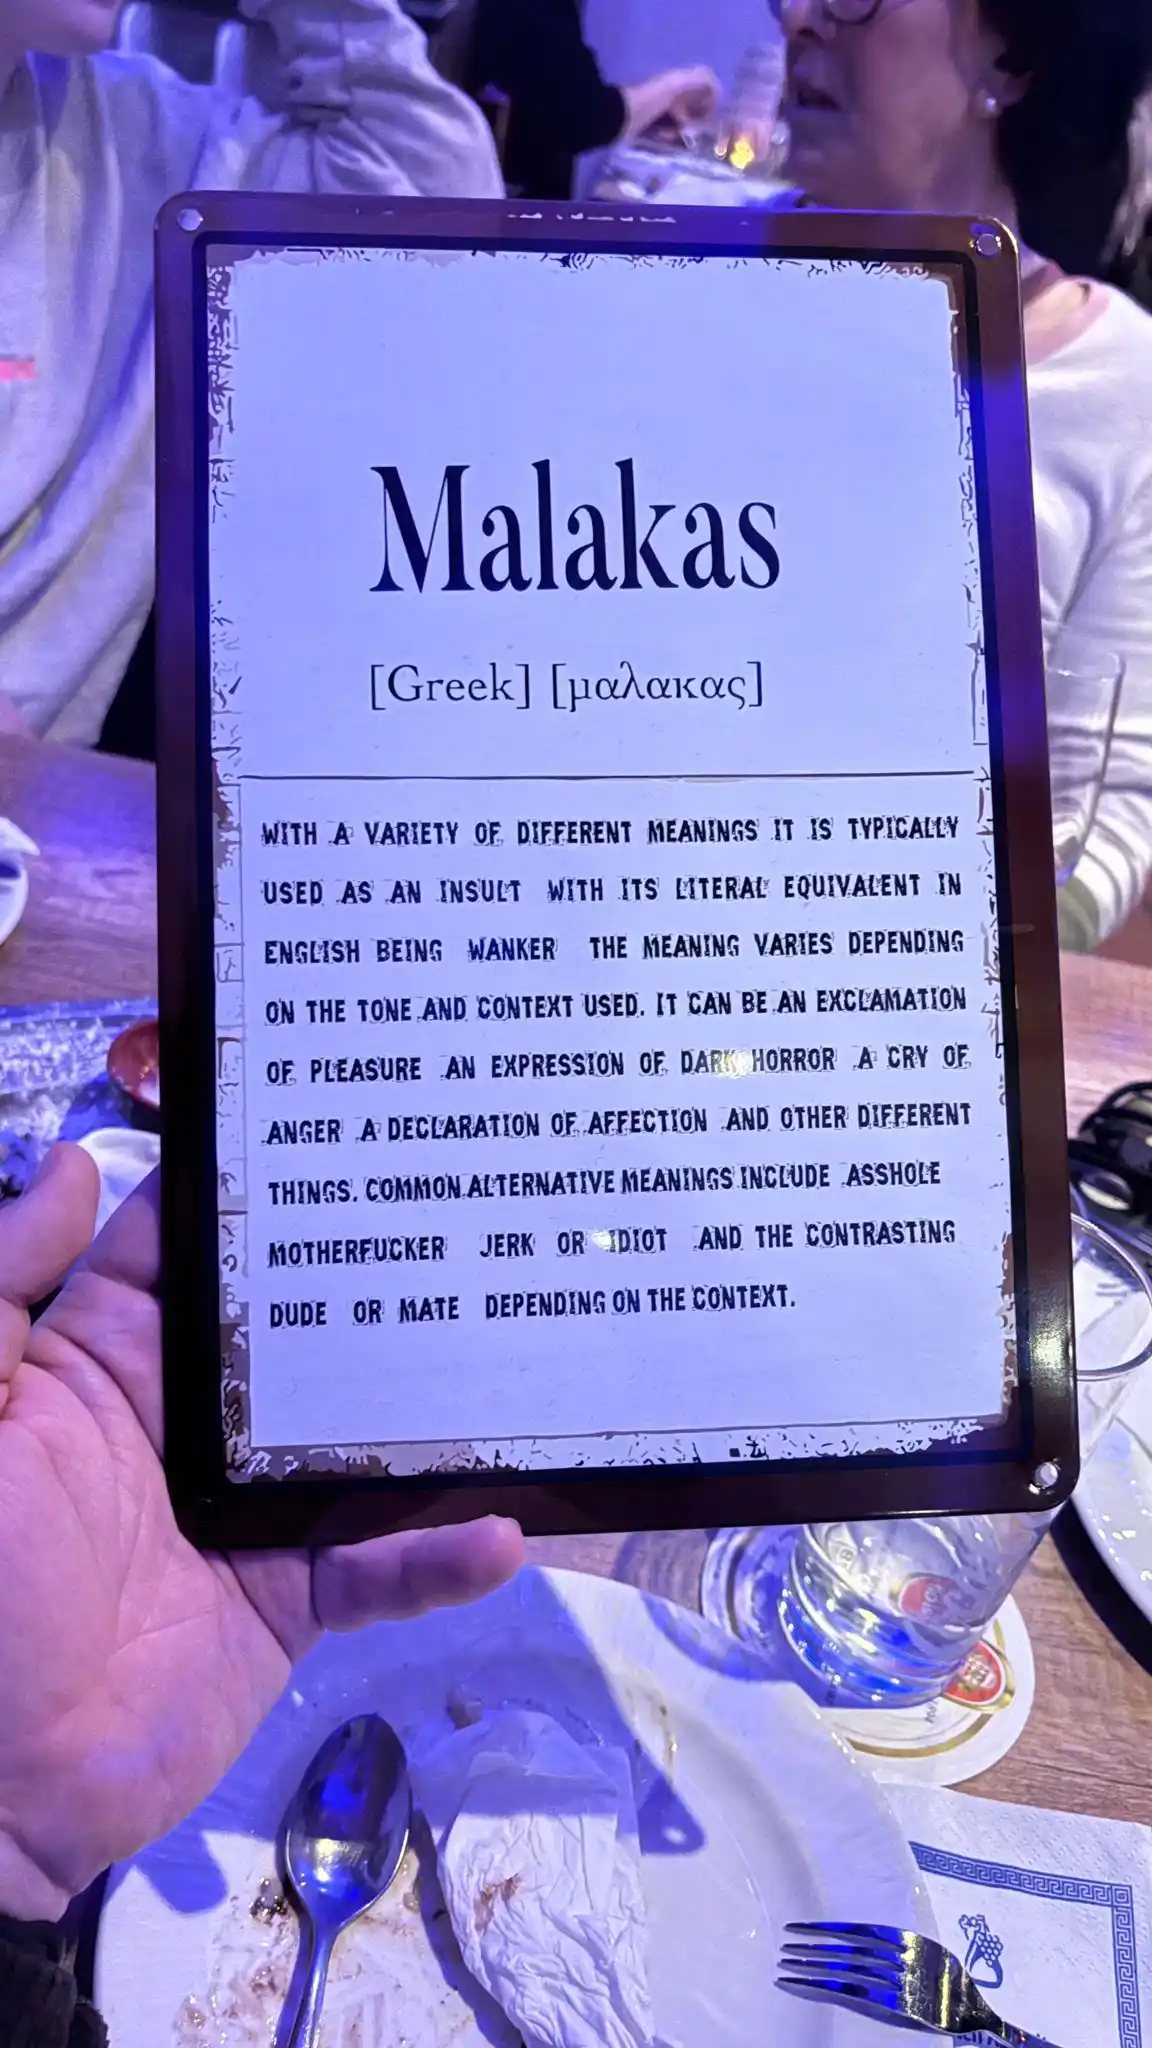 Malakas
[Greek] [μαλακας]
WITH A VARIETY OF DIFFERENT MEANINGS IT IS TYPICALLY
USED AS AN INSULT WITH ITS LITERAL EQUIVALENT IN
ENGLISH BEING WANKER THE MEANING VARIES DEPENDING
ON THE TONE AND CONTEXT USED. IT CAN BE AN EXCLAMATION
OF PLEASURE AN EXPRESSION OF DARK HORROR A CRY OF
ANGER A DECLARATION OF AFFECTION AND OTHER DIFFERENT
THINGS. COMMON ALTERNATIVE MEANINGS INCLUDE ASSHOLE
MOTHERFUCKER JERK OR IDIOT AND THE CONTRASTING
DUDE OR MATE DEPENDING ON THE CONTEXT.